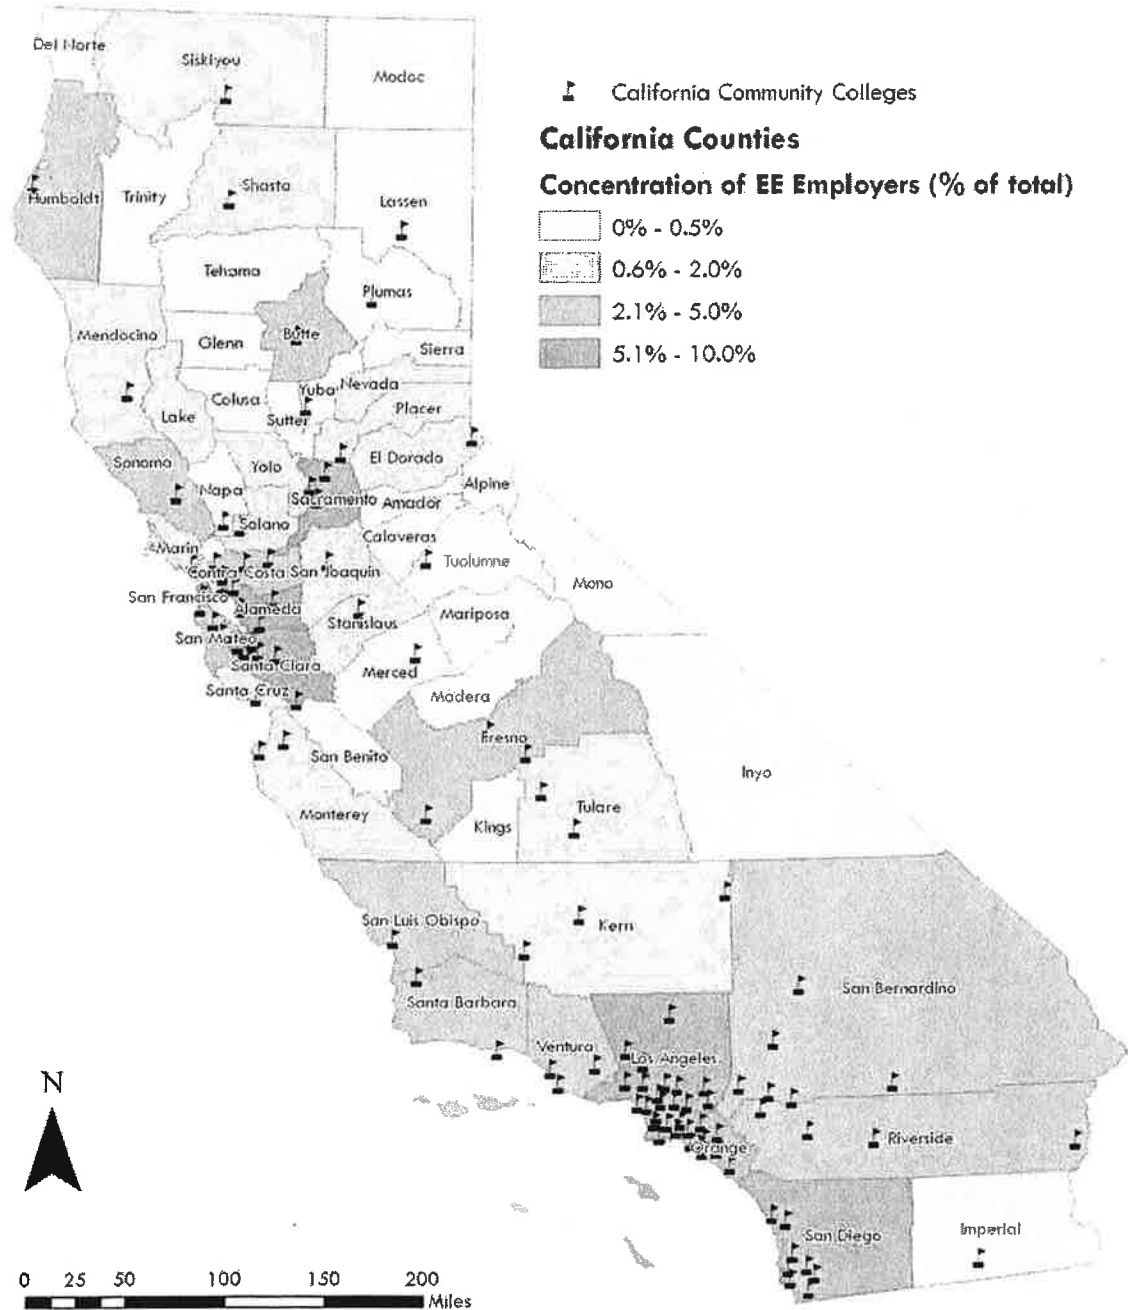 Del Norte
Siskiyou
Modoc
California Community Colleges
California Counties
Concentration of EE Employers (% of total)
0% - 0.5%
0.6% - 2.0%
2.1% - 5.0%
5.1% - 10.0%
Humboldt
Trinity
Shasta
Lassen
Tehama
Plumas
Mendocino
Glenn
Butte
Sierra
Colusa
Yuba
Nevada
Lake
Sutter
Placer
Sonoma
Yolo
El Dorado
Napa
Sacramento
Amador
Alpine
Solano
Calaveras
Marin
Contra Costa
San Joaquin
Tuolumne
Mono
San Francisco
Alameda
Stanislaus
Mariposa
San Mateo
Santa Clara
Merced
Santa Cruz
Madera
San Benito
Fresno
Inyo
Monterey
Kings
Tulare
San Luis Obispo
Kern
Santa Barbara
San Bernardino
Ventura
Los Angeles
N
Orange
Riverside
San Diego
Imperial
0 25 50 100 150 200
Miles